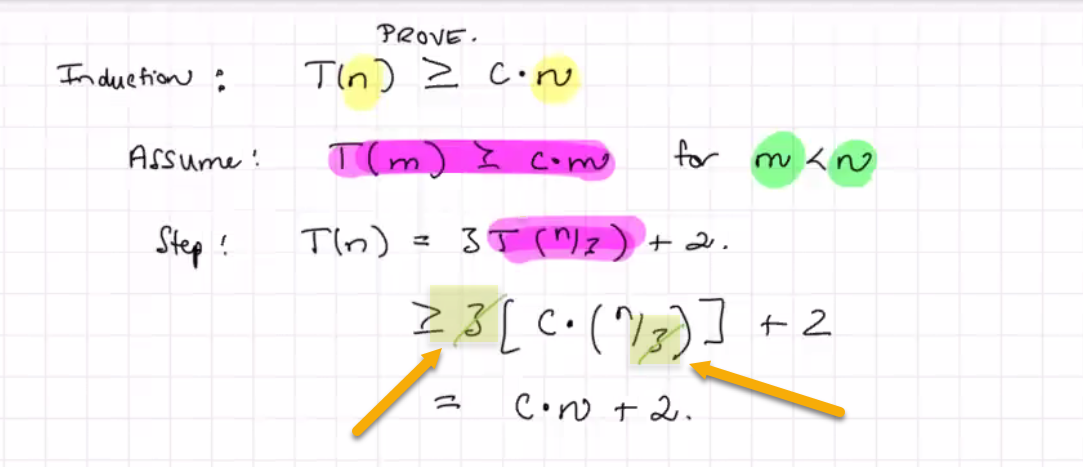 PROVE.
Induction : T(n) ≥ c·n
Assume: T(m) ≥ c·m for m < n
Step: T(n) = 3T(n/3) + 2.
≥ 3[c·(n/3)] + 2
= c·n + 2.